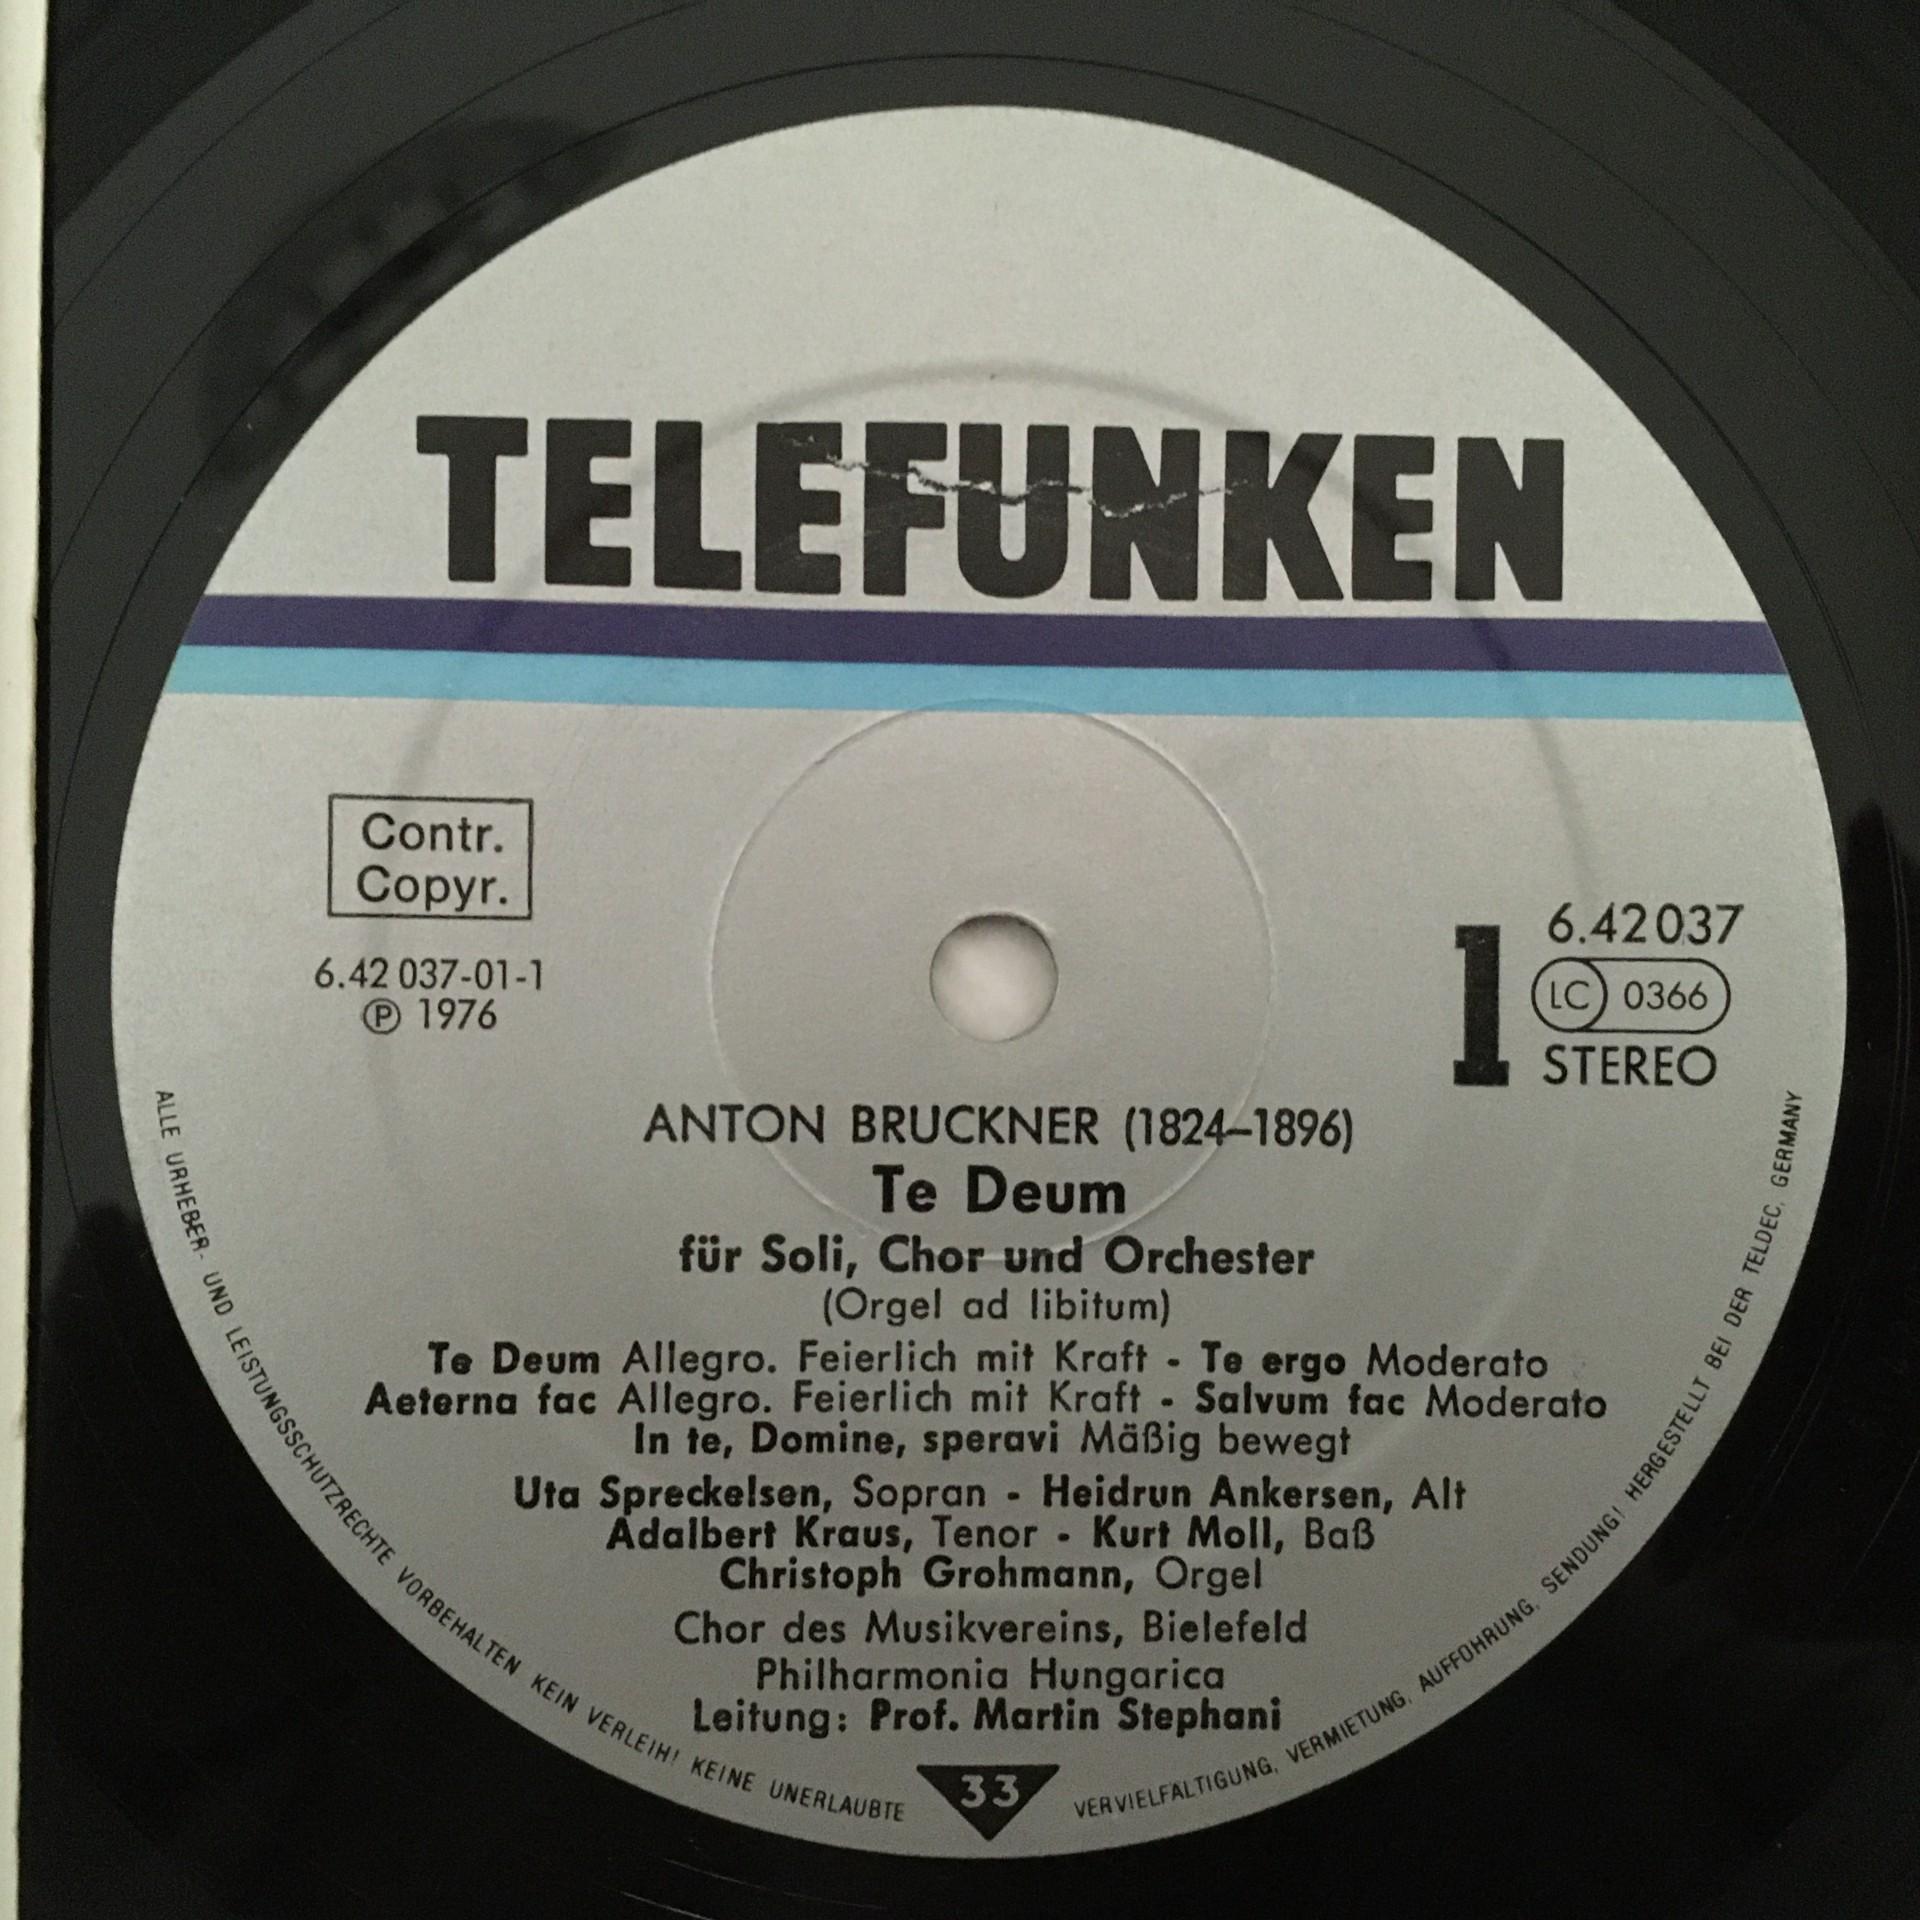 TELEFUNKEN
Contr.
Copyr.
6.42 037-01-1
Ⓟ 1976
1
6.42037
LC 0366
STEREO
ANTON BRUCKNER (1824–1896)
Te Deum
für Soli, Chor und Orchester
(Orgel ad libitum)
Te Deum Allegro. Feierlich mit Kraft - Te ergo Moderato
Aeterna fac Allegro. Feierlich mit Kraft - Salvum fac Moderato
In te, Domine, speravi Mäßig bewegt
Uta Spreckelsen, Sopran - Heidrun Ankersen, Alt
Adalbert Kraus, Tenor - Kurt Moll, Baß
Christoph Grohmann, Orgel
Chor des Musikvereins, Bielefeld
Philharmonia Hungarica
Leitung: Prof. Martin Stephani
33
ALLE URHEBER- UND LEISTUNGSSCHUTZRECHTE VORBEHALTEN KEIN VERLEIH! KEINE UNERLAUBTE VERVIELFÄLTIGUNG, VERMIETUNG, AUFFÜHRUNG, SENDUNG! HERGESTELLT BEI DER TELDEC, GERMANY